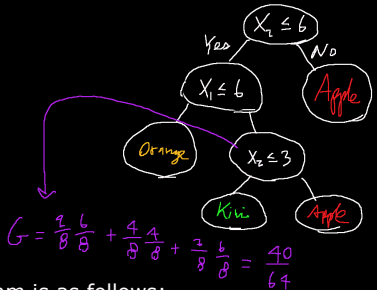 X₂ ≤ 6
Yes
No
X₁ ≤ 6
Apple
Orange
X₂ ≤ 3
Kiwi
Apple
G = 2/8 6/8 + 4/8 4/8 + 2/8 6/8 = 40/64
is as follows: